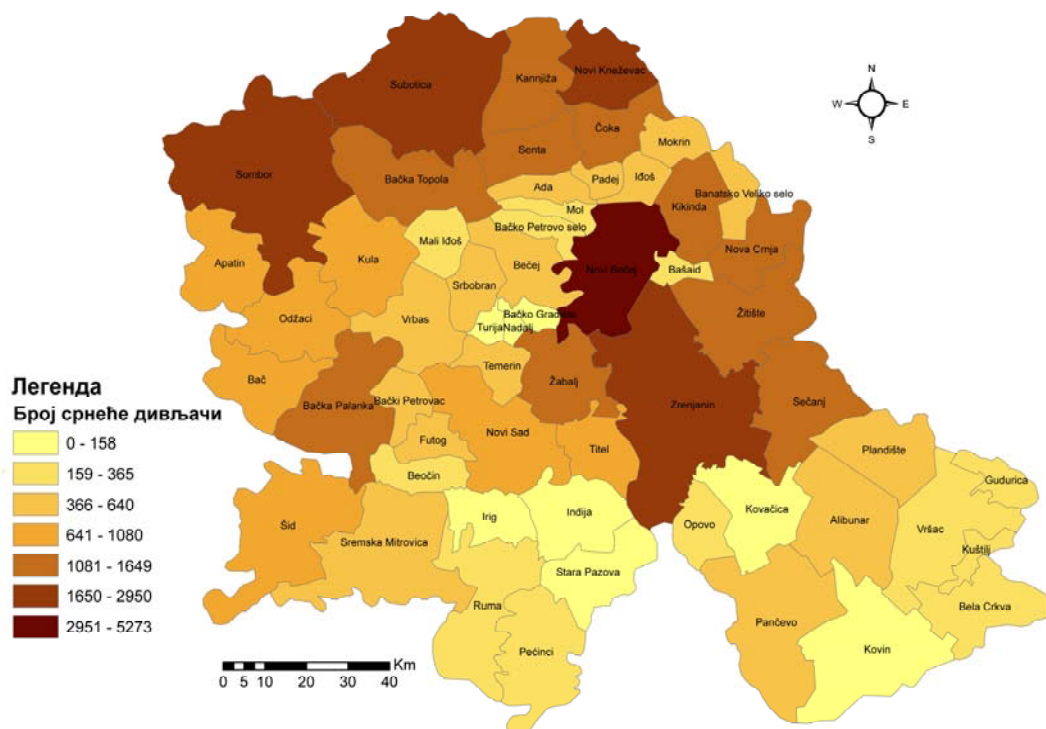 Subotica
Kannjiža
Novi Kneževac
N
W
E
S
Sombor
Bačka Topola
Senta
Čoka
Mokrin
Ada
Padej
Iđoš
Banatsko Veliko selo
Kikinda
Mol
Bačko Petrovo selo
Mali Iđoš
Apatin
Kula
Bečej
Novi Bečej
Bašaid
Nova Crnja
Srbobran
Odžaci
Vrbas
Turija
Nadalj
Bačko Gradište
Žitište
Temerin
Bač
Bačka Palanka
Bački Petrovac
Žabalj
Zrenjanin
Sečanj
Futog
Novi Sad
Titel
Beočin
Plandište
Gudurica
Šid
Sremska Mitrovica
Irig
Inđija
Opovo
Kovačica
Alibunar
Vršac
Kuštilj
Stara Pazova
Ruma
Pećinci
Pančevo
Bela Crkva
Kovin
Легенда
Број срнеће дивљачи
0 - 158
159 - 365
366 - 640
641 - 1080
1081 - 1649
1650 - 2950
2951 - 5273
Km
0 5 10 20 30 40